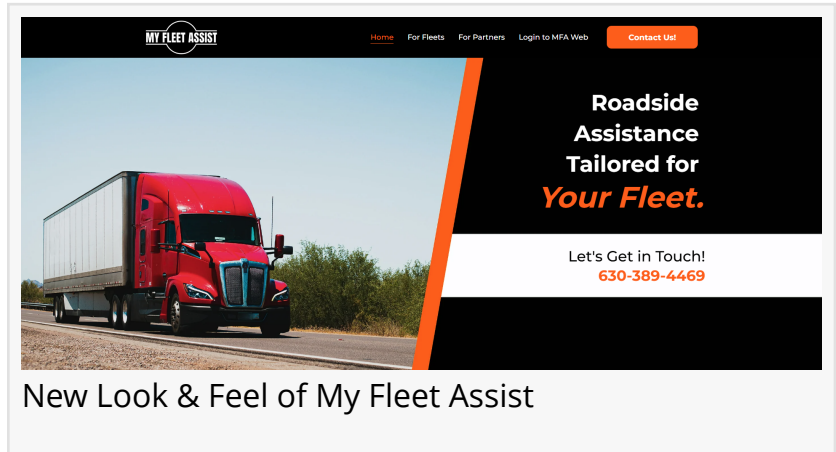 MY FLEET ASSIST
Home For Fleets For Partners Login to MFA Web Contact Us!
Roadside
Assistance
Tailored for
Your Fleet.
Let's Get in Touch!
630-389-4469
New Look & Feel of My Fleet Assist